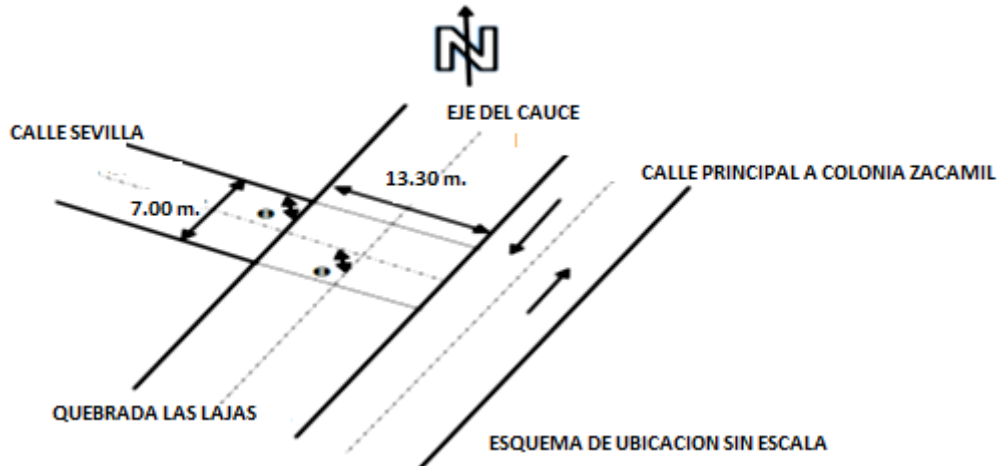 N
EJE DEL CAUCE
CALLE SEVILLA
CALLE PRINCIPAL A COLONIA ZACAMIL
13.30 m.
7.00 m.
QUEBRADA LAS LAJAS
ESQUEMA DE UBICACION SIN ESCALA